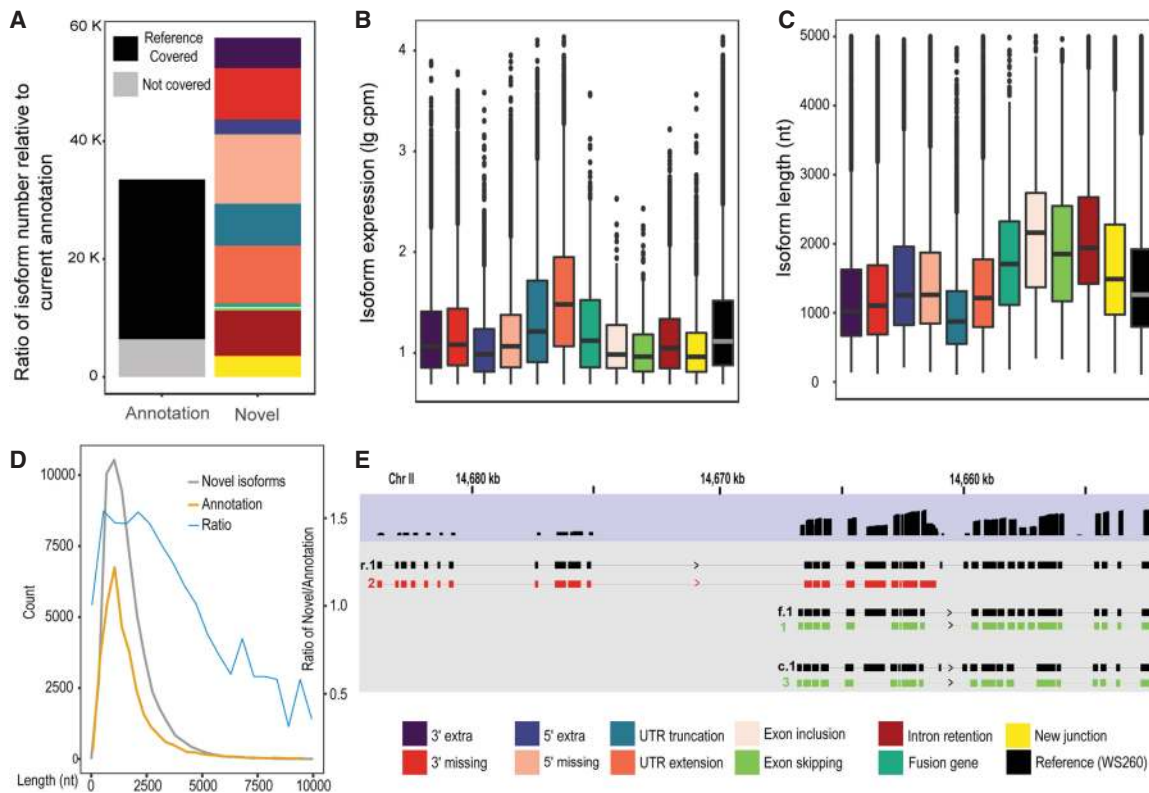 A
60 K
40 K
20 K
0
Ratio of isoform number relative to
current annotation
Reference
Covered
Not covered
Annotation
Novel
B
4
3
2
1
Isoform expression (lg cpm)
C
5000
4000
3000
2000
1000
0
Isoform length (nt)
D
10000
7500
5000
2500
0
Count
Novel isoforms
Annotation
Ratio
1.5
1.0
0.5
Ratio of Novel/Annotation
Length (nt)
0
2500
5000
7500
10000
E
Chr II
14,680 kb
14,670 kb
14,660 kb
r.1
>
2
>
f.1
>
1
>
c.1
>
3
>
3' extra
5' extra
UTR truncation
Exon inclusion
Intron retention
New junction
3' missing
5' missing
UTR extension
Exon skipping
Fusion gene
Reference (WS260)